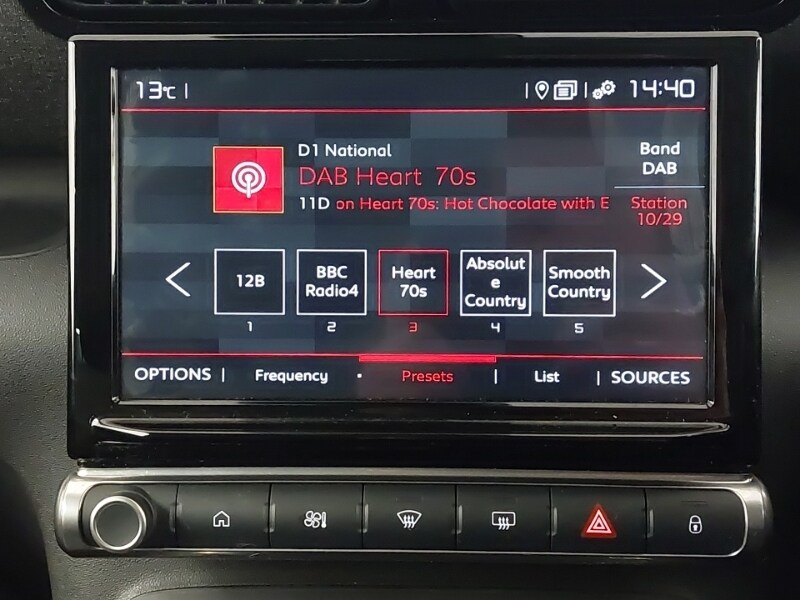 13℃ | | | 14:40
D1 National
DAB Heart 70s
11D on Heart 70s: Hot Chocolate with E
Band
DAB
Station
10/29
12B
BBC
Radio4
Heart
70s
Absolut
e
Country
Smooth
Country
1 2 3 4 5
OPTIONS | Frequency Presets | List | SOURCES